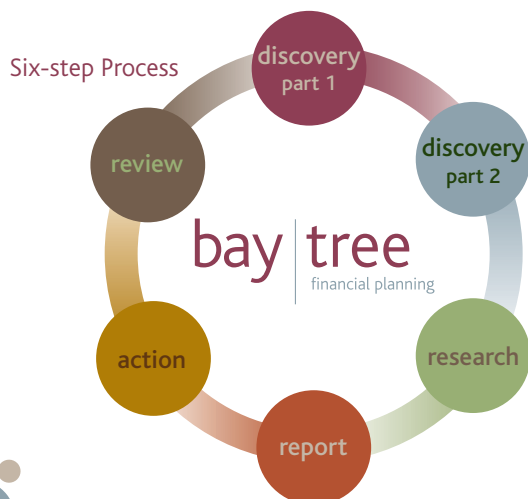 Six-step Process
discovery
part 1
discovery
part 2
research
report
action
review
bay | tree
financial planning